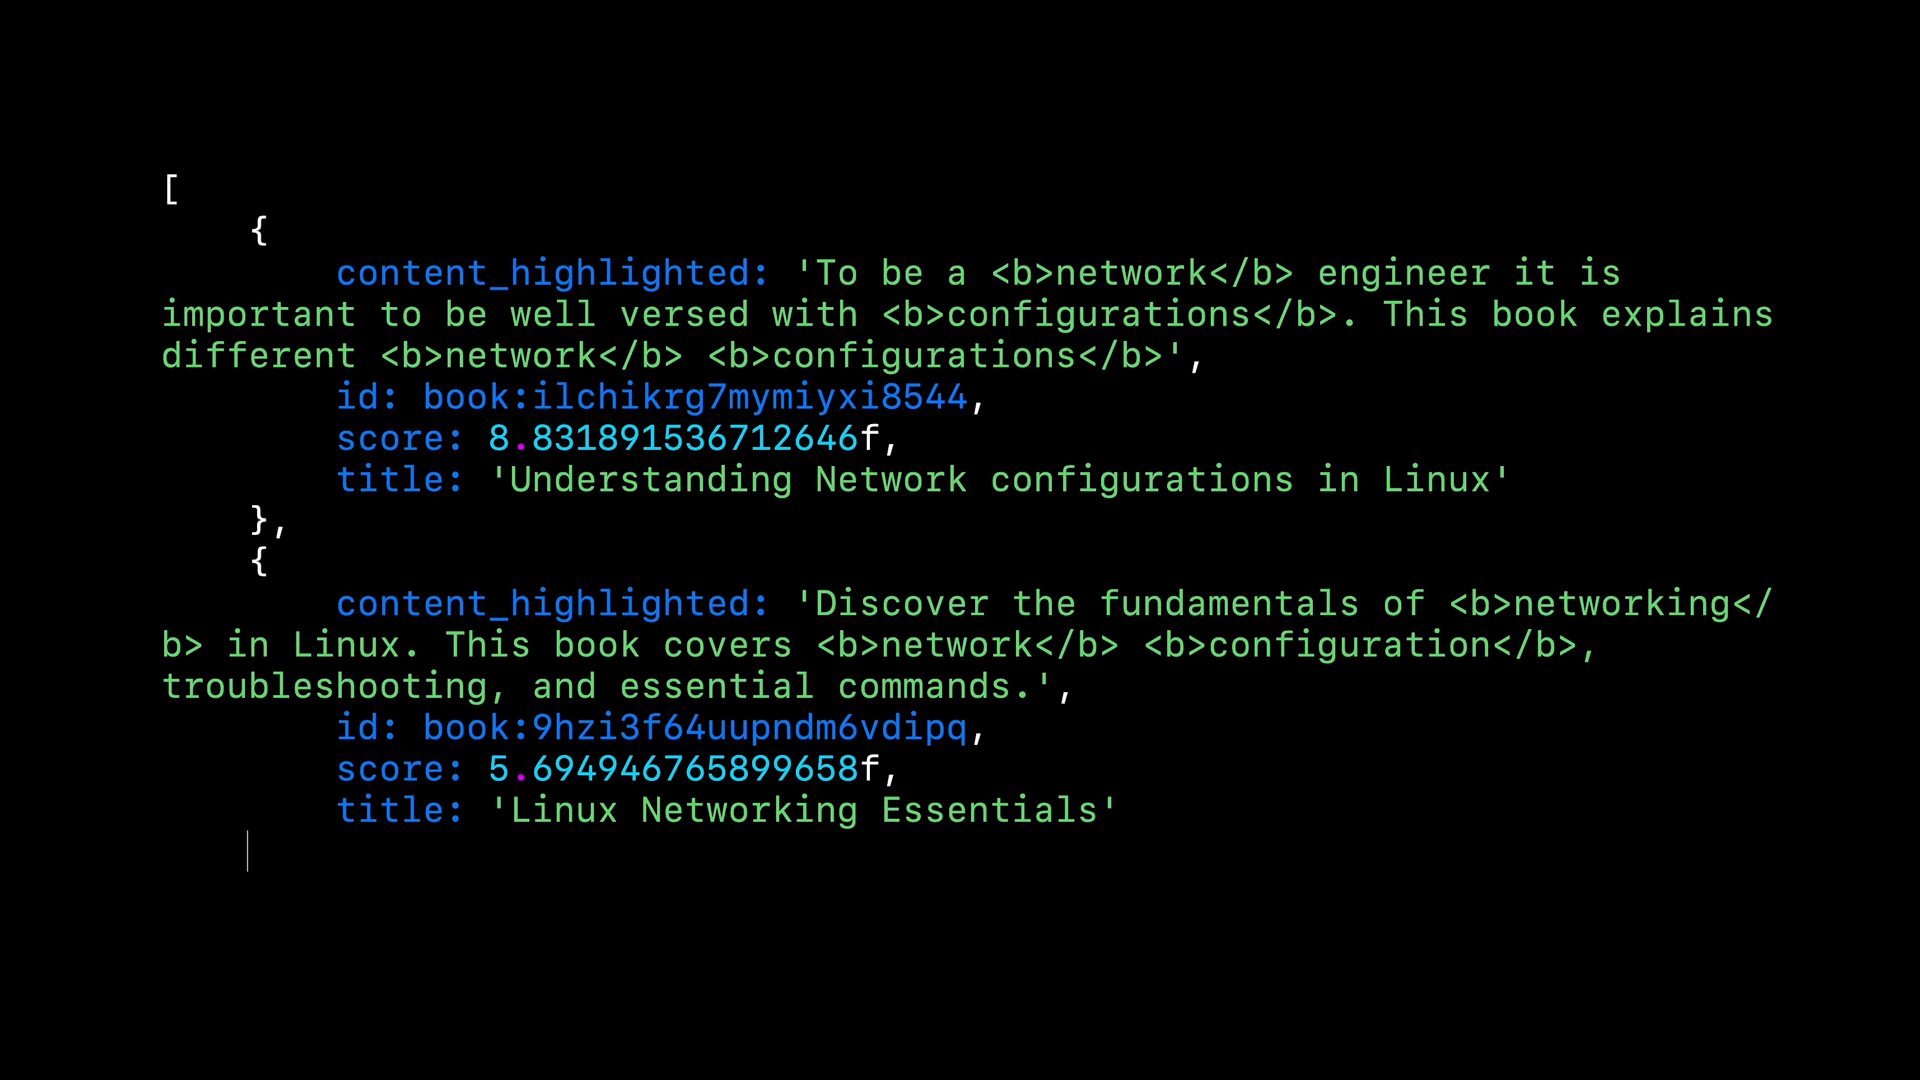 [
    {
        content_highlighted: 'To be a <b>network</b> engineer it is
important to be well versed with <b>configurations</b>. This book explains
different <b>network</b> <b>configurations</b>',
        id: book:ilchikrg7mymiyxi8544,
        score: 8.831891536712646f,
        title: 'Understanding Network configurations in Linux'
    },
    {
        content_highlighted: 'Discover the fundamentals of <b>networking</
b> in Linux. This book covers <b>network</b> <b>configuration</b>,
troubleshooting, and essential commands.',
        id: book:9hzi3f64uupndm6vdipq,
        score: 5.694946765899658f,
        title: 'Linux Networking Essentials'